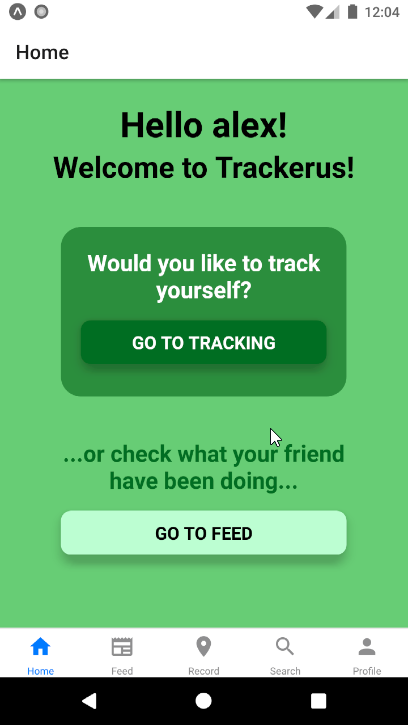 12:04
Home
Hello alex!
Welcome to Trackerus!
Would you like to track
yourself?
GO TO TRACKING
...or check what your friend
have been doing...
GO TO FEED
Home Feed Record Search Profile